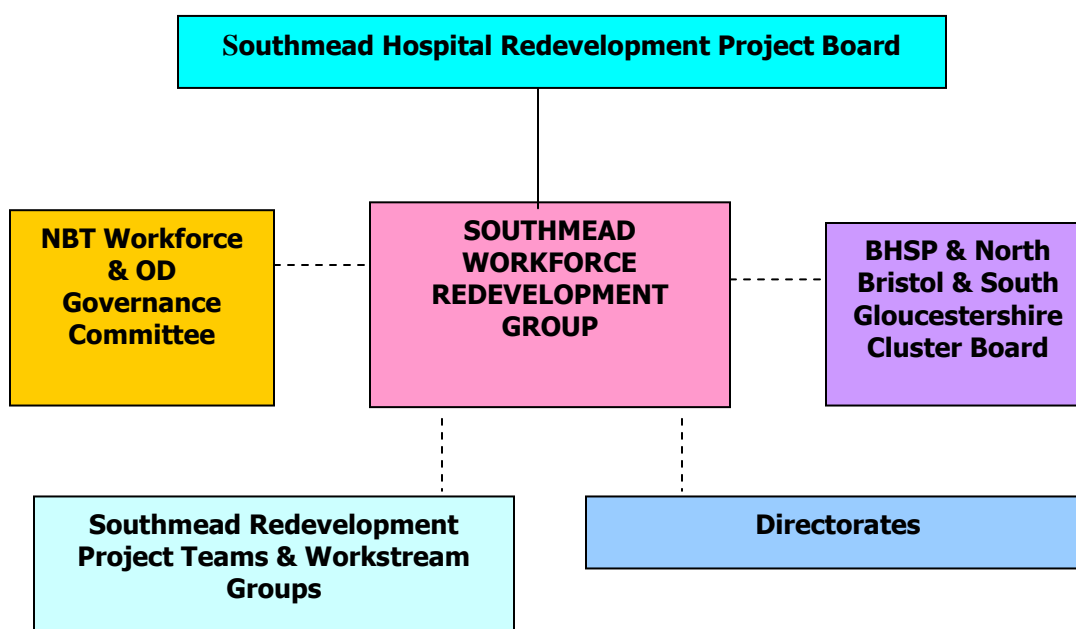 Southmead Hospital Redevelopment Project Board
NBT Workforce
& OD
Governance
Committee
SOUTHMEAD
WORKFORCE
REDEVELOPMENT
GROUP
BHSP & North
Bristol & South
Gloucestershire
Cluster Board
Southmead Redevelopment
Project Teams & Workstream
Groups
Directorates